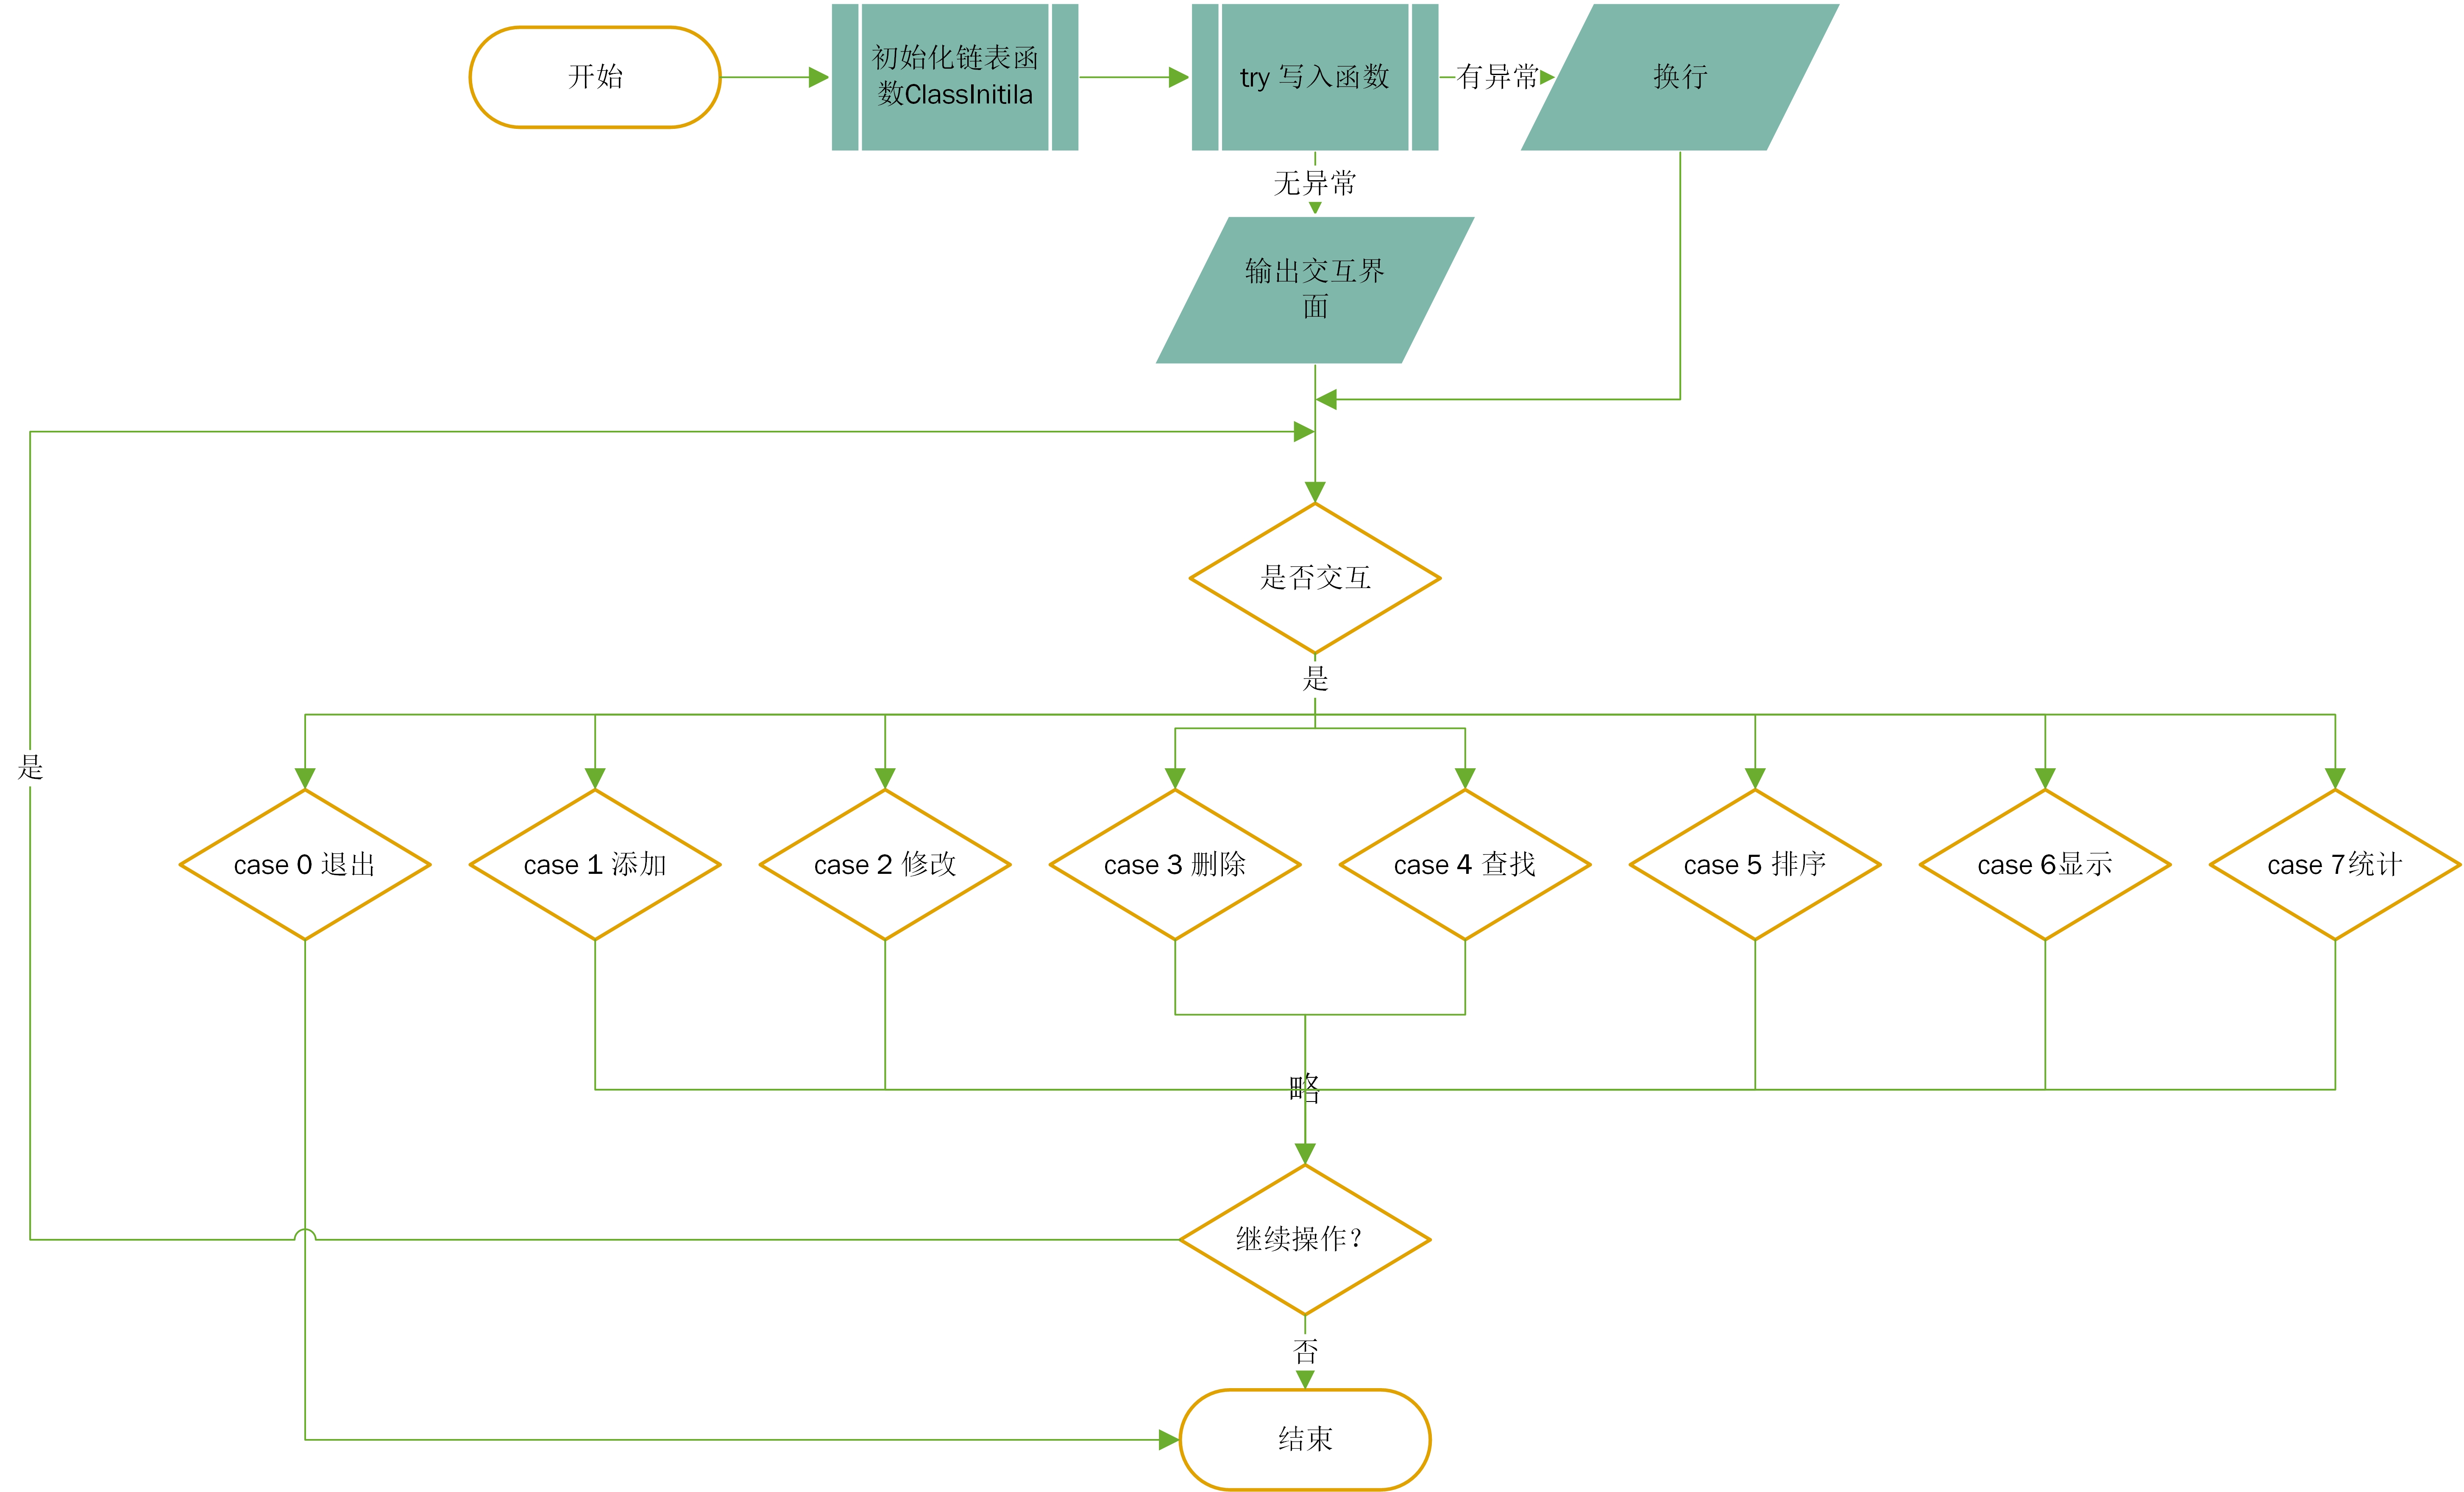 开始
初始化链表函
数ClassInitila
try 写入函数
有异常
换行
无异常
输出交互界
面
是否交互
是
是
case 0 退出
case 1 添加
case 2 修改
case 3 删除
case 4 查找
case 5 排序
case 6显示
case 7统计
略
继续操作？
否
结束